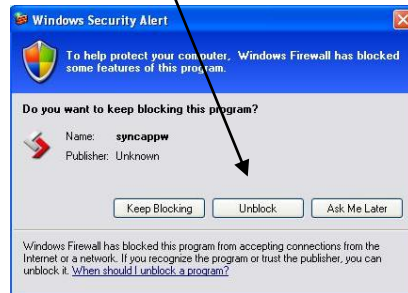 Windows Security Alert
To help protect your computer, Windows Firewall has blocked
some features of this program.
Do you want to keep blocking this program?
Name: syncappw
Publisher: Unknown
Keep Blocking Unblock Ask Me Later
Windows Firewall has blocked this program from accepting connections from the
Internet or a network. If you recognize the program or trust the publisher, you can
unblock it. When should I unblock a program?